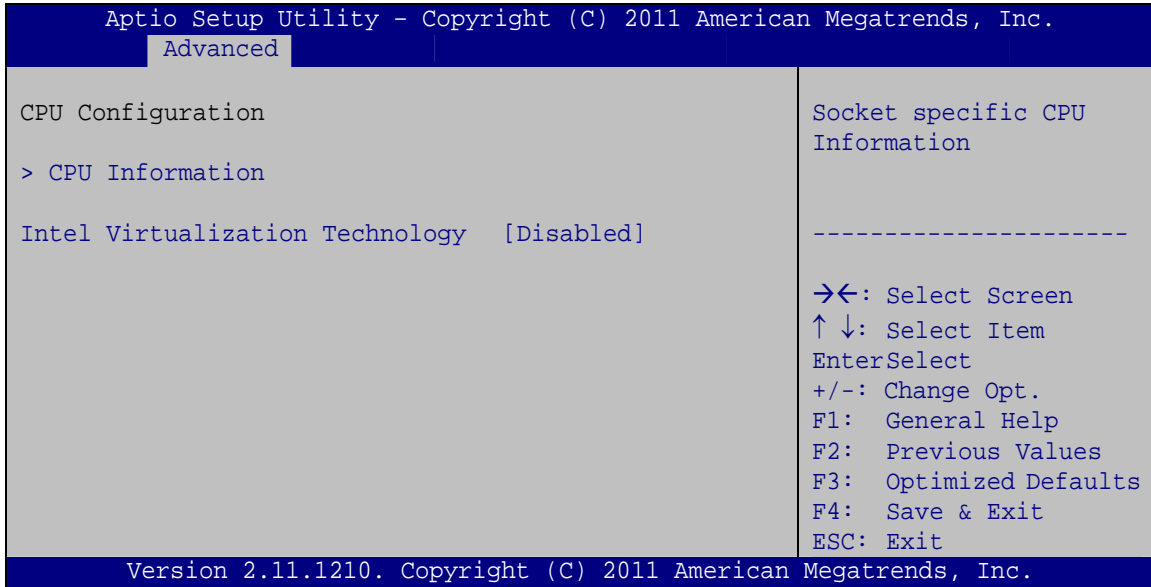 Aptio Setup Utility – Copyright (C) 2011 American Megatrends, Inc.
Advanced
CPU Configuration
> CPU Information
Intel Virtualization Technology [Disabled]
Socket specific CPU
Information
----------------------
→←: Select Screen
↑ ↓: Select Item
EnterSelect
+/-: Change Opt.
F1: General Help
F2: Previous Values
F3: Optimized Defaults
F4: Save & Exit
ESC: Exit
Version 2.11.1210. Copyright (C) 2011 American Megatrends, Inc.